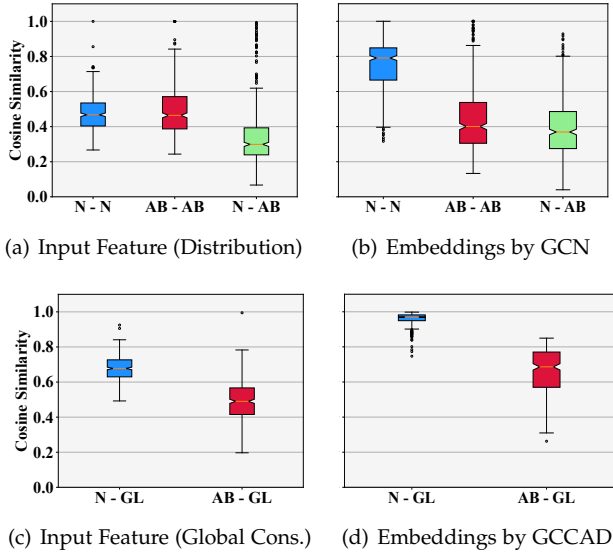 1.0
0.8
0.6
0.4
0.2
0.0
Cosine Similarity
N - N AB - AB N - AB
N - N AB - AB N - AB
(a) Input Feature (Distribution) (b) Embeddings by GCN
1.0
0.8
0.6
0.4
0.2
0.0
Cosine Similarity
N - GL AB - GL
N - GL AB - GL
(c) Input Feature (Global Cons.) (d) Embeddings by GCCAD